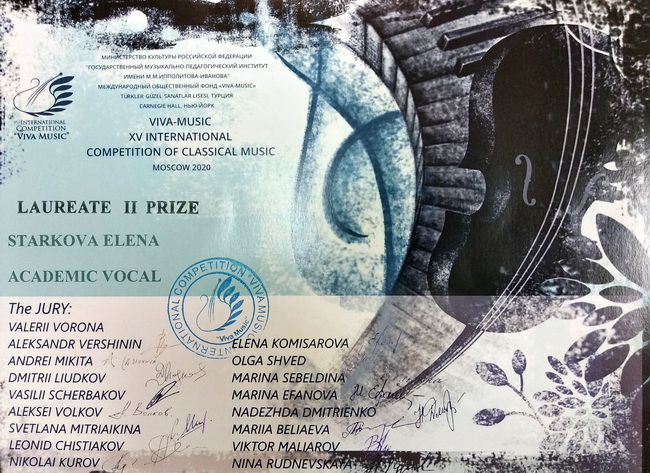 МИНИСТЕРСТВО КУЛЬТУРЫ РОССИЙСКОЙ ФЕДЕРАЦИИ
"ГОСУДАРСТВЕННЫЙ МУЗЫКАЛЬНО-ПЕДАГОГИЧЕСКИЙ ИНСТИТУТ
ИМЕНИ М.М.ИППОЛИТОВА-ИВАНОВА"
МЕЖДУНАРОДНЫЙ ОБЩЕСТВЕННЫЙ ФОНД «VIVA-MUSIC»
TÜRKLER GÜZEL SANATLAR LISESI, ТУРЦИЯ
CARNEGIE HALL, НЬЮ-ЙОРК
INTERNATIONAL
COMPETITION
"VIVA MUSIC"
VIVA-MUSIC
XV INTERNATIONAL
COMPETITION OF CLASSICAL MUSIC
MOSCOW 2020
LAUREATE II PRIZE
STARKOVA ELENA
ACADEMIC VOCAL
INTERNATIONAL COMPETITION "VIVA MUSIC"
"Viva Music"
The JURY:
VALERII VORONA
ALEKSANDR VERSHININ
ANDREI MIKITA
DMITRII LIUDKOV
VASILII SCHERBAKOV
ALEKSEI VOLKOV
SVETLANA MITRIAIKINA
LEONID CHISTIAKOV
NIKOLAI KUROV
ELENA KOMISAROVA
OLGA SHVED
MARINA SEBELDINA
MARINA EFANOVA
NADEZHDA DMITRIENKO
MARIIA BELIAEVA
VIKTOR MALIAROV
NINA RUDNEVSKAYA